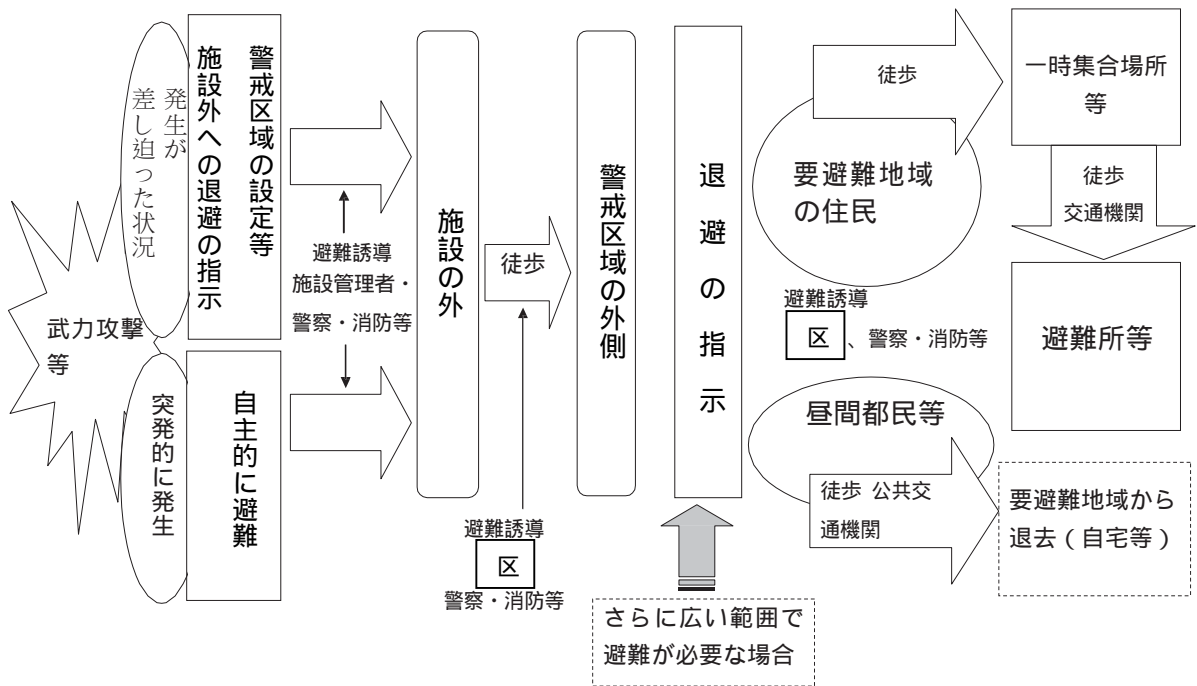 武力攻撃
等
発生が
差し迫った状況
警戒区域の設定等
施設外への退避の指示
突発的に発生
自主的に避難
避難誘導
施設管理者・
警察・消防等
施設の外
徒歩
避難誘導
区
警察・消防等
警戒区域の外側
退避の指示
さらに広い範囲で
避難が必要な場合
徒歩
要避難地域
の住民
一時集合場所
等
徒歩
交通機関
避難誘導
区、警察・消防等
避難所等
昼間都民等
徒歩 公共交
通機関
要避難地域から
退去(自宅等)